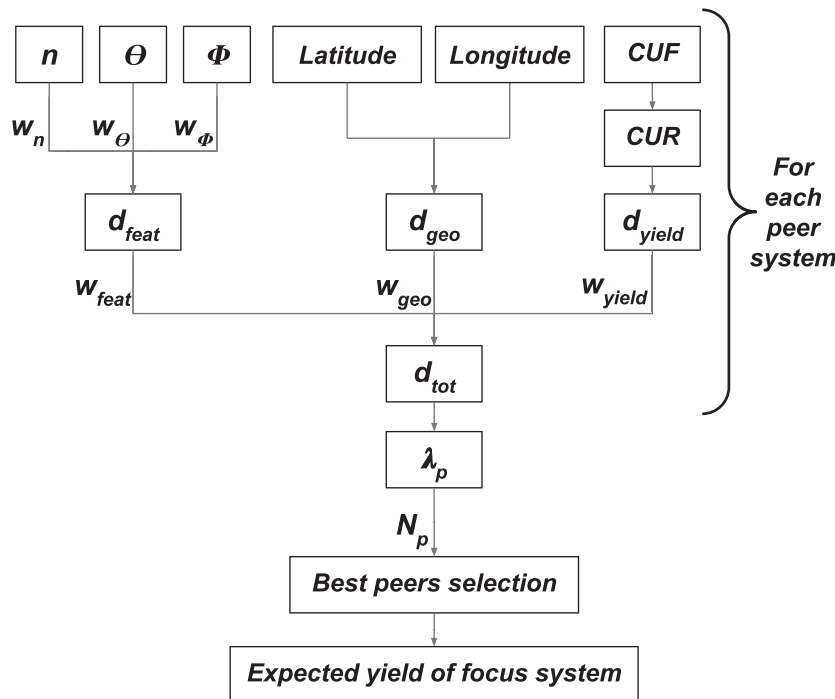 n
Θ
Φ
Latitude
Longitude
CUF
w_n
w_Θ
w_Φ
CUR
For
each
peer
system
d_feat
d_geo
d_yield
w_feat
w_geo
w_yield
d_tot
λ_p
N_p
Best peers selection
Expected yield of focus system